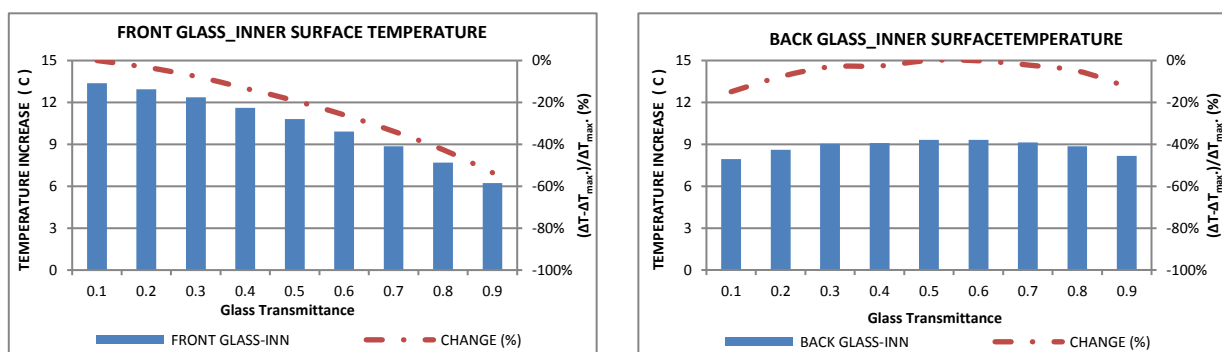 FRONT GLASS_INNER SURFACE TEMPERATURE
TEMPERATURE INCREASE ( C )
15
12
9
6
3
0
0%
-20%
-40%
-60%
-80%
-100%
(ΔT-ΔTmax)/ΔTmax. (%)
0.1 0.2 0.3 0.4 0.5 0.6 0.7 0.8 0.9
Glass Transmittance
FRONT GLASS-INN CHANGE (%)
BACK GLASS_INNER SURFACETEMPERATURE
TEMPERATURE INCREASE ( C )
15
12
9
6
3
0
0%
-20%
-40%
-60%
-80%
-100%
(ΔT-ΔTmax)/ΔTmax. (%)
0.1 0.2 0.3 0.4 0.5 0.6 0.7 0.8 0.9
Glass Transmittance
BACK GLASS-INN CHANGE (%)